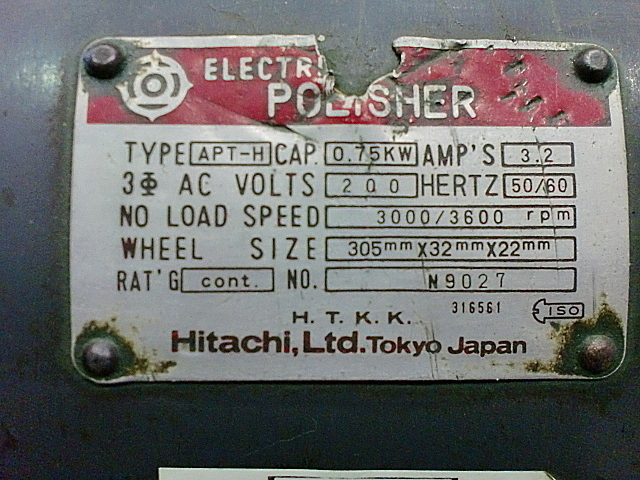 ELECTRI
POLISHER
TYPE APT-H CAP. 0.75KW AMP'S 3.2
3Φ AC VOLTS 200 HERTZ 50/60
NO LOAD SPEED 3000/3600 rpm
WHEEL SIZE 305mm X32mm X22mm
RAT'G cont. NO. N9027
316561 ISO
H. T. K. K.
Hitachi, Ltd. Tokyo Japan